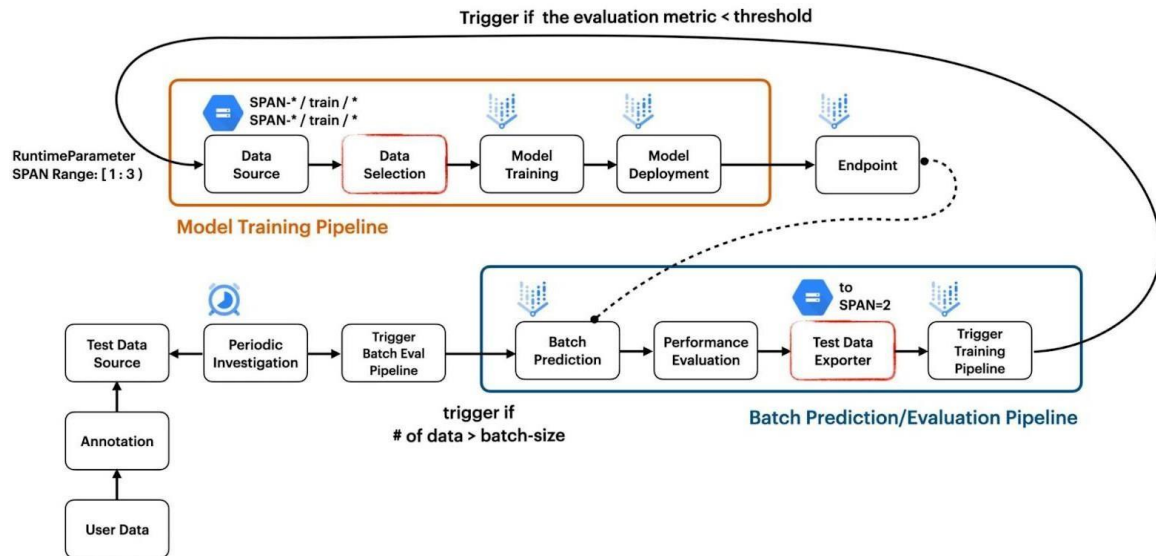 Trigger if the evaluation metric < threshold
SPAN-* / train / *
SPAN-* / train / *
RuntimeParameter
SPAN Range: [ 1 : 3 )
Data
Source
Data
Selection
Model
Training
Model
Deployment
Endpoint
Model Training Pipeline
to
SPAN=2
Test Data
Source
Periodic
Investigation
Trigger
Batch Eval
Pipeline
Batch
Prediction
Performance
Evaluation
Test Data
Exporter
Trigger
Training
Pipeline
trigger if
# of data > batch-size
Batch Prediction/Evaluation Pipeline
Annotation
User Data